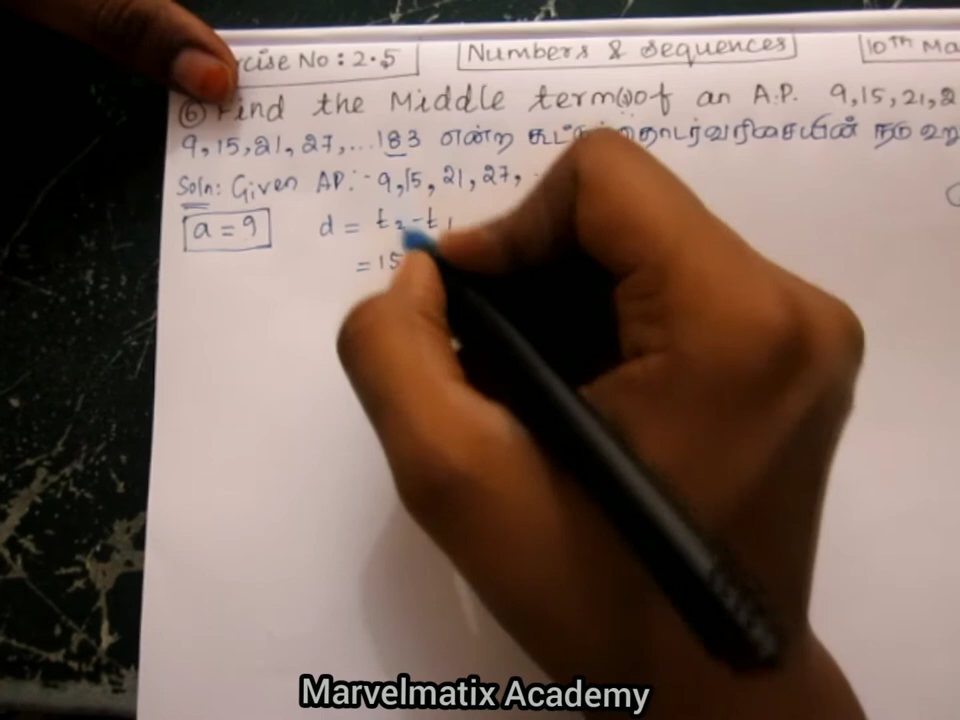 cise No: 2.5 Numbers & Sequences 10th Ma
⑥ Find the Middle term(s) of an A.P. 9, 15, 21, 2
9, 15, 21, 27, ... 183 என்ற நடு
Soln: Given AP:- 9, 15, 21, 27,
a = 9 d = t₂ - t₁
= 15
Marvelmatix Academy